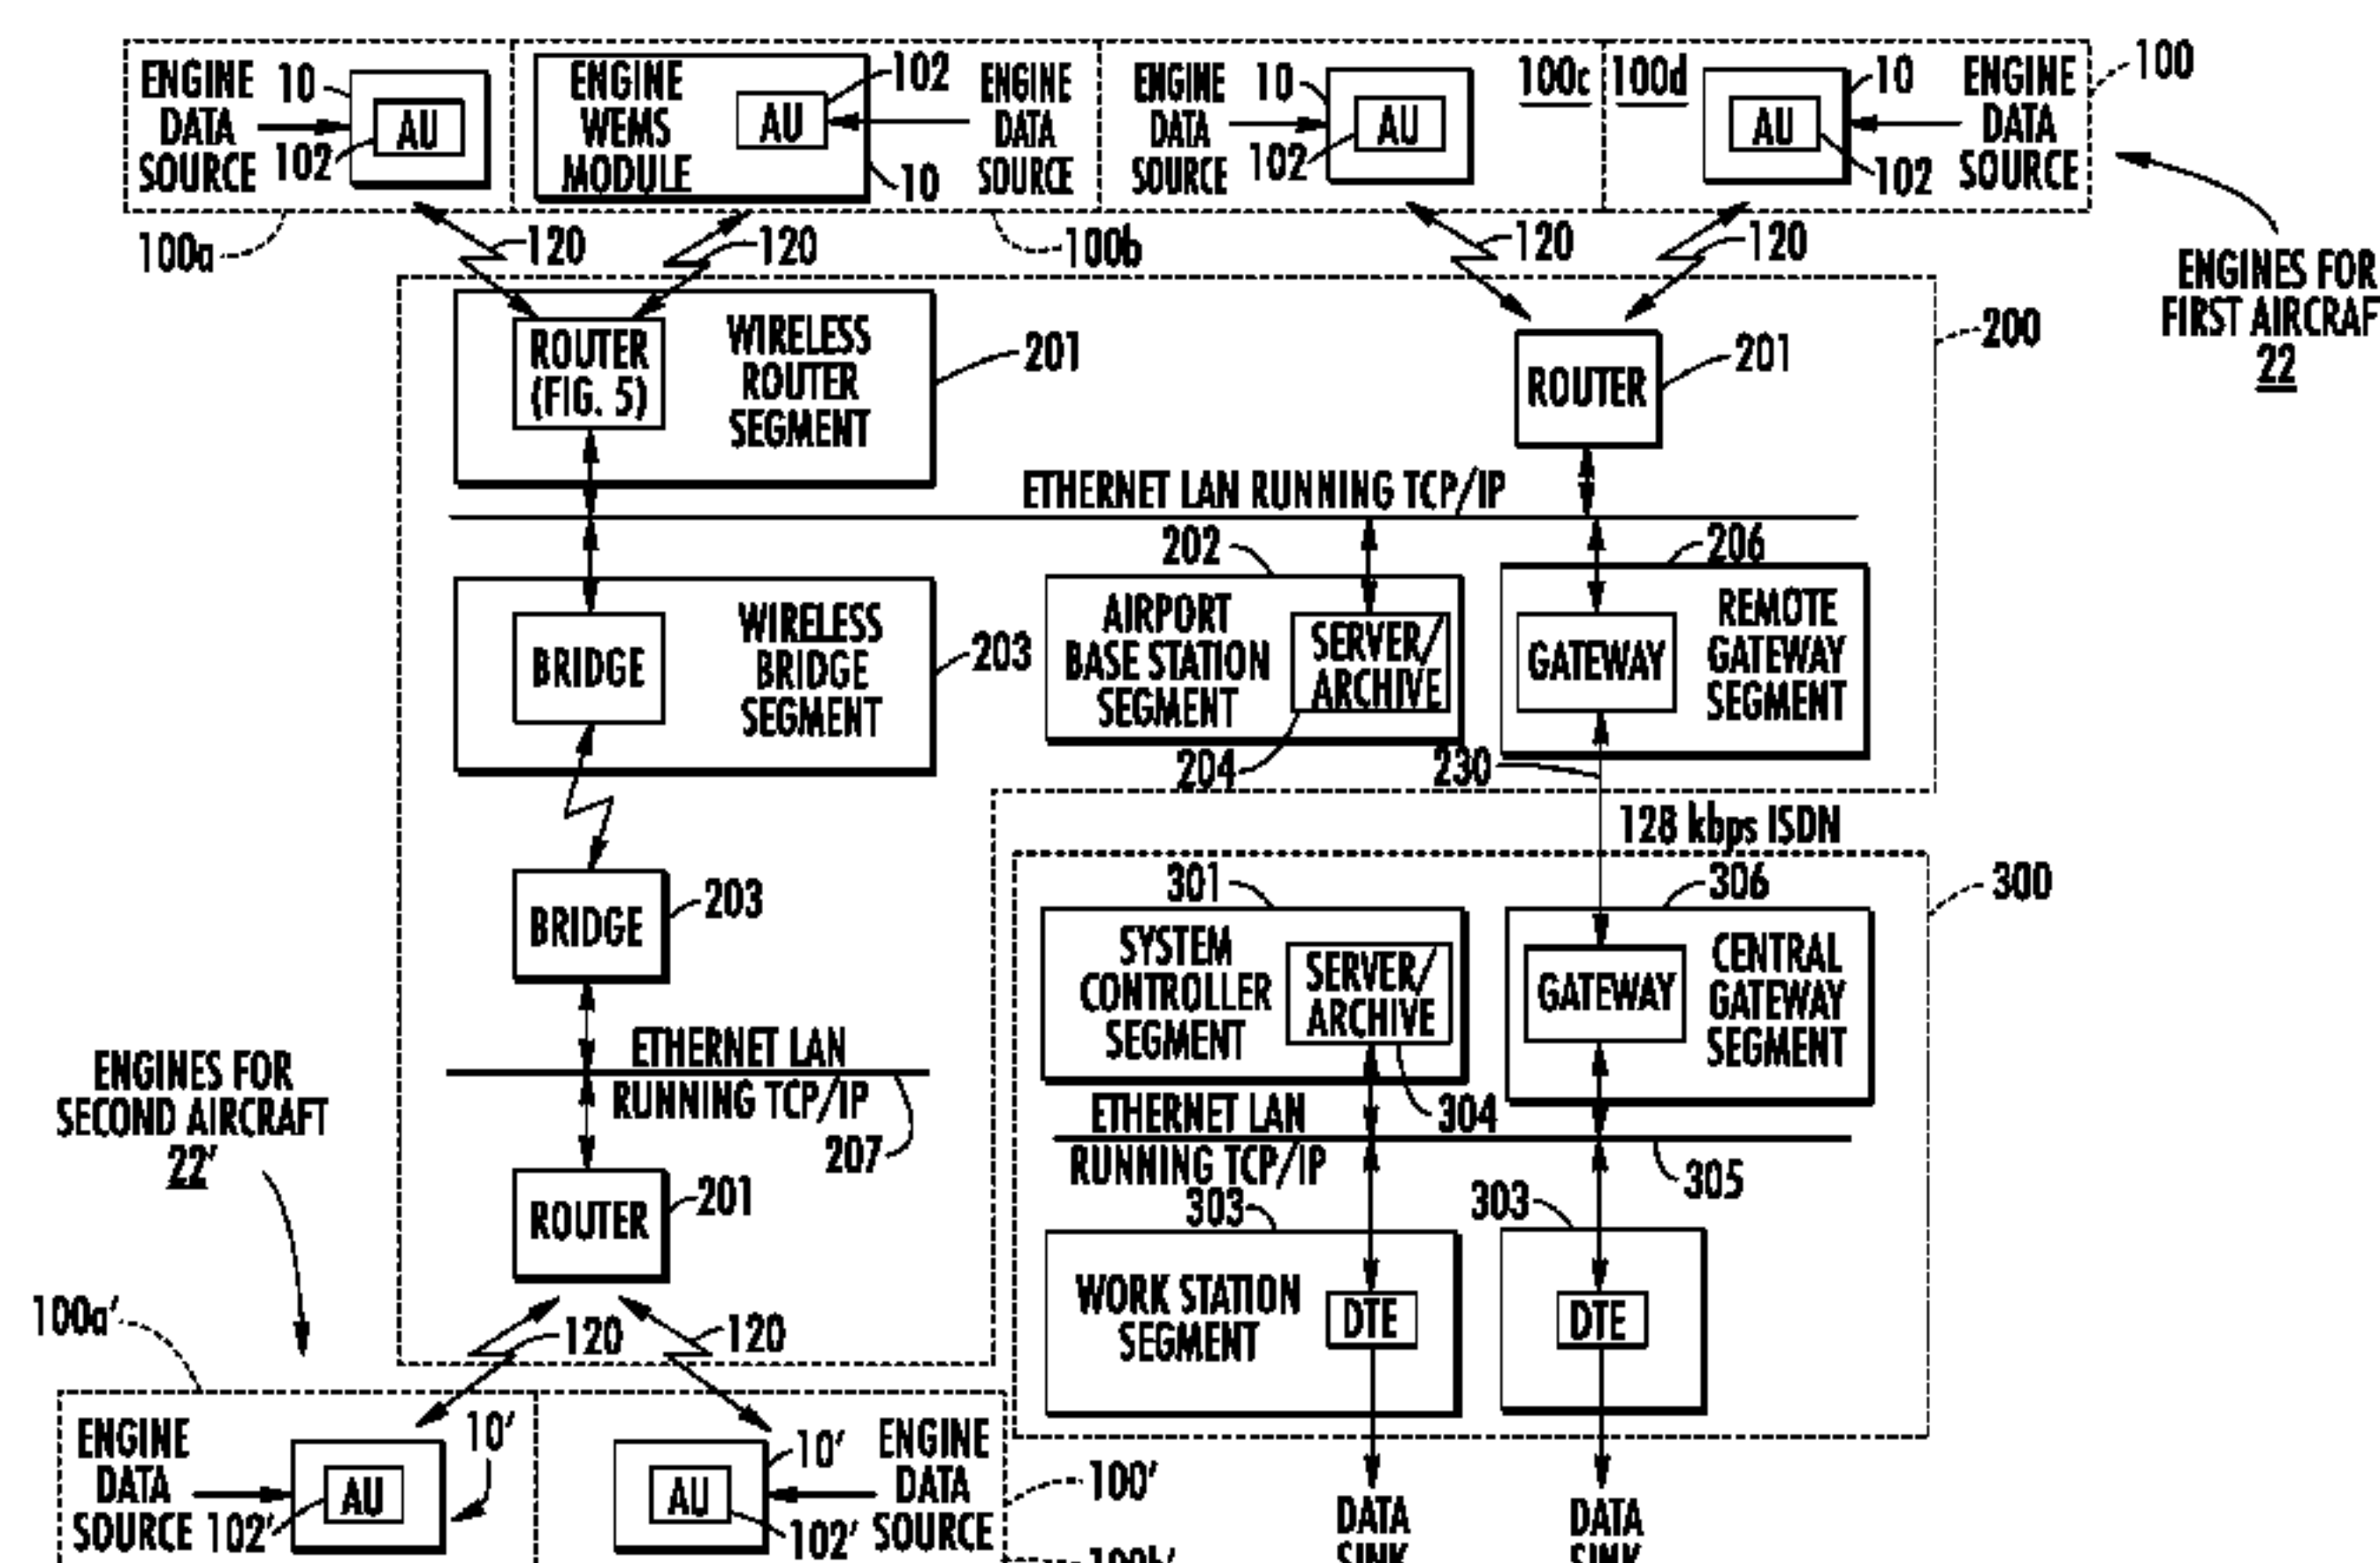 ENGINE
DATA
SOURCE
10
AU
102
ENGINE
WEMS
MODULE
AU
102
10
ENGINE
DATA
SOURCE
ENGINE
DATA
SOURCE
10
AU
102
100c
100d
AU
10
102
ENGINE
DATA
SOURCE
100
100a
120
120
100b
120
120
ENGINES FOR
FIRST AIRCRAF
22
200
ROUTER
(FIG. 5)
WIRELESS
ROUTER
SEGMENT
201
ROUTER
201
ETHERNET LAN RUNNING TCP/IP
202
206
BRIDGE
WIRELESS
BRIDGE
SEGMENT
203
AIRPORT
BASE STATION
SEGMENT
SERVER/
ARCHIVE
204
GATEWAY
REMOTE
GATEWAY
SEGMENT
230
128 kbps ISDN
BRIDGE
203
301
306
300
SYSTEM
CONTROLLER
SEGMENT
SERVER/
ARCHIVE
304
GATEWAY
CENTRAL
GATEWAY
SEGMENT
ETHERNET LAN
RUNNING TCP/IP
207
ENGINES FOR
SECOND AIRCRAFT
22'
ETHERNET LAN
RUNNING TCP/IP
305
ROUTER
201
303
303
WORK STATION
SEGMENT
DTE
DTE
100a'
120
120
ENGINE
DATA
SOURCE
102'
AU
10'
AU
10'
102'
ENGINE
DATA
SOURCE
100'
100b'
DATA
SINK
DATA
SINK